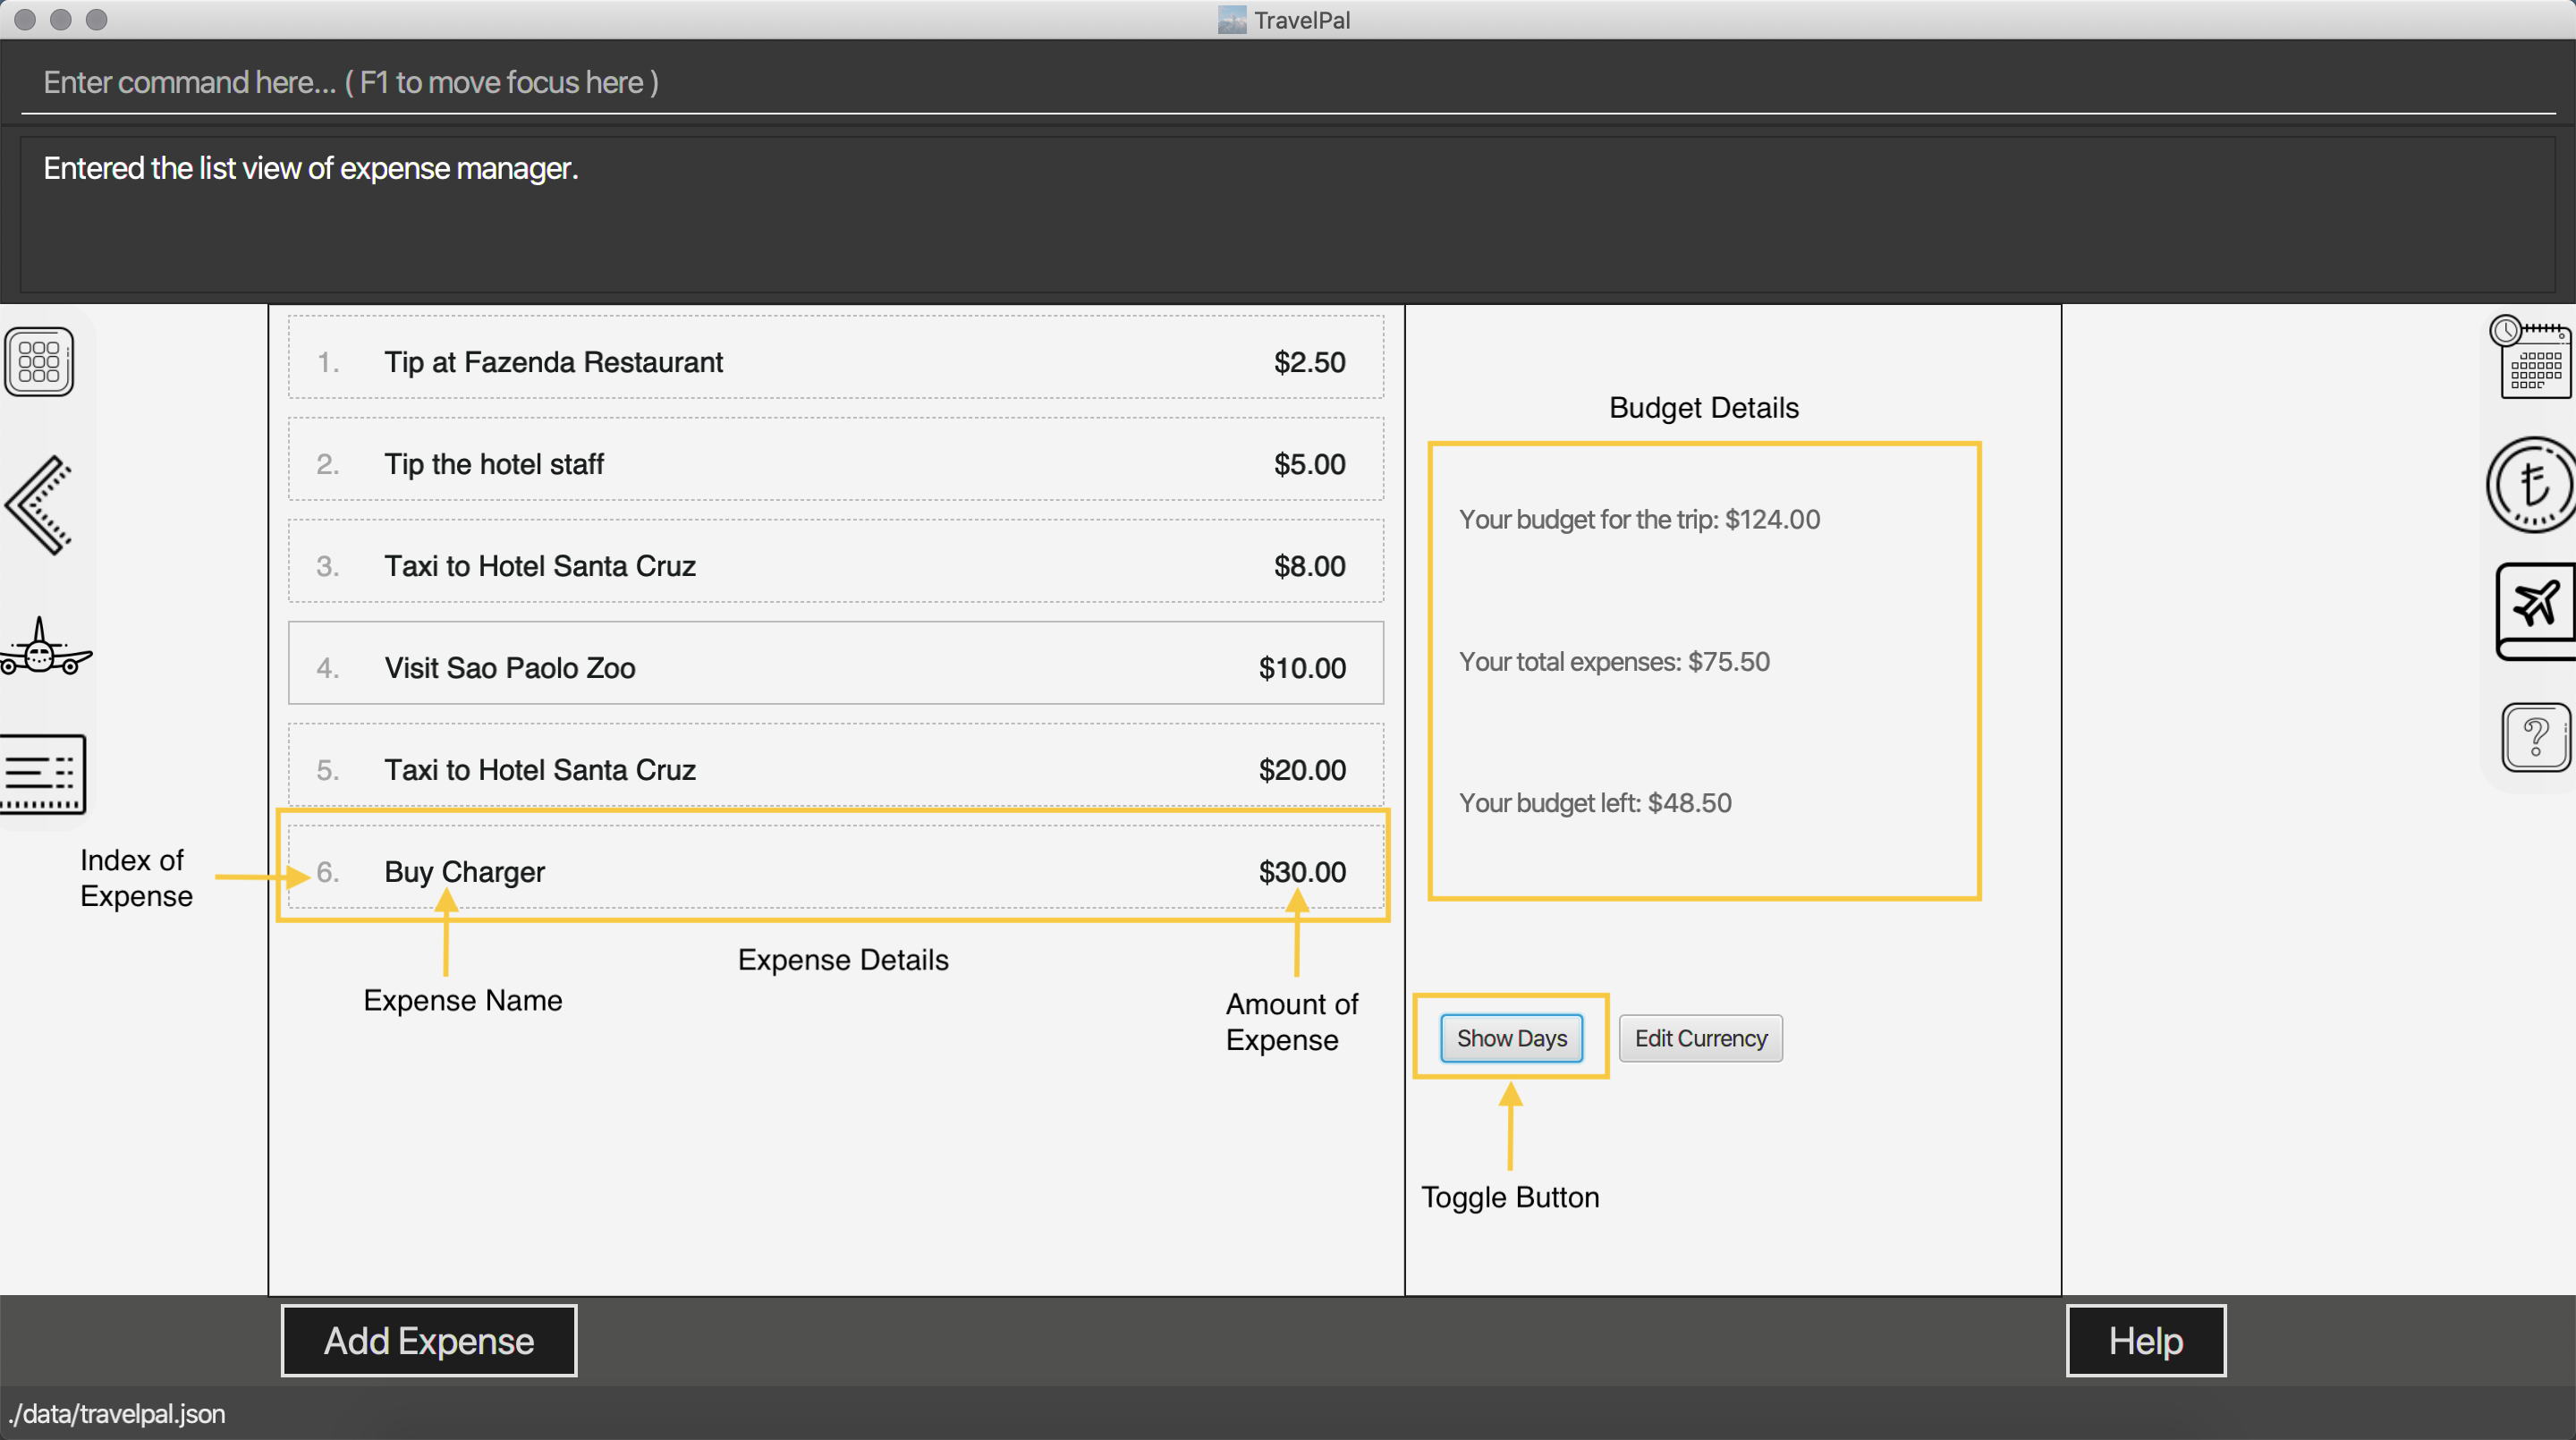 TravelPal
Enter command here... ( F1 to move focus here )
Entered the list view of expense manager.
1. Tip at Fazenda Restaurant $2.50
2. Tip the hotel staff $5.00
3. Taxi to Hotel Santa Cruz $8.00
4. Visit Sao Paolo Zoo $10.00
5. Taxi to Hotel Santa Cruz $20.00
6. Buy Charger $30.00
Index of
Expense
Expense Name
Expense Details
Amount of
Expense
Budget Details
Your budget for the trip: $124.00
Your total expenses: $75.50
Your budget left: $48.50
Show Days
Edit Currency
Toggle Button
?
Add Expense
Help
./data/travelpal.json